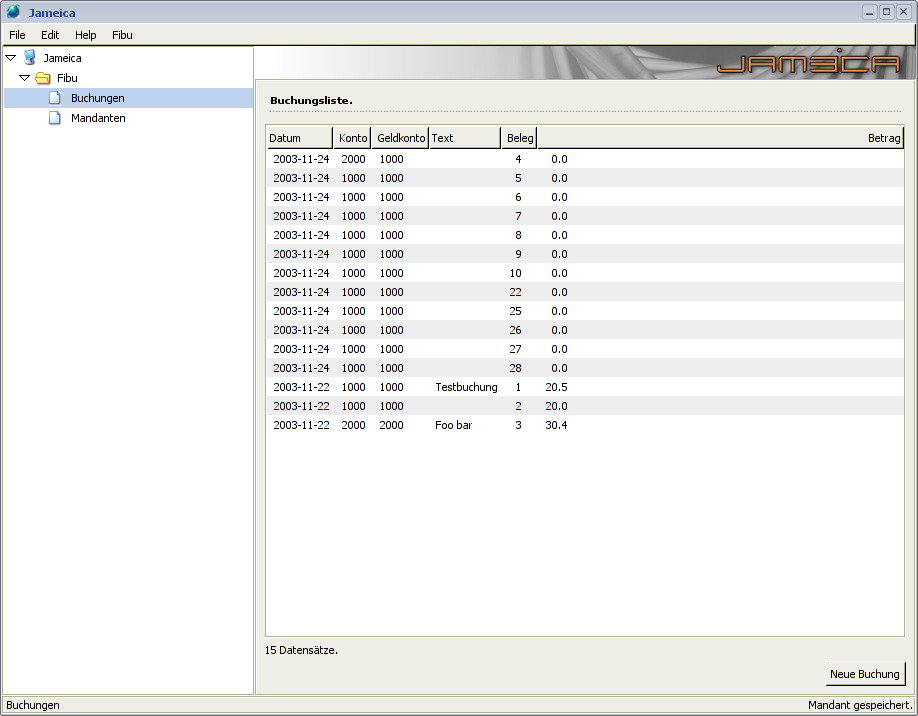 Jameica
File Edit Help Fibu
Jameica
Fibu
Buchungen
Mandanten
JAMEICA
Buchungsliste.
Datum Konto Geldkonto Text Beleg Betrag
2003-11-24 2000 1000 4 0.0
2003-11-24 1000 1000 5 0.0
2003-11-24 1000 1000 6 0.0
2003-11-24 1000 1000 7 0.0
2003-11-24 1000 1000 8 0.0
2003-11-24 1000 1000 9 0.0
2003-11-24 1000 1000 10 0.0
2003-11-24 1000 1000 22 0.0
2003-11-24 1000 1000 25 0.0
2003-11-24 1000 1000 26 0.0
2003-11-24 1000 1000 27 0.0
2003-11-24 1000 1000 28 0.0
2003-11-22 1000 1000 Testbuchung 1 20.5
2003-11-22 1000 1000 2 20.0
2003-11-22 2000 2000 Foo bar 3 30.4
15 Datensätze.
Neue Buchung
Buchungen Mandant gespeichert.